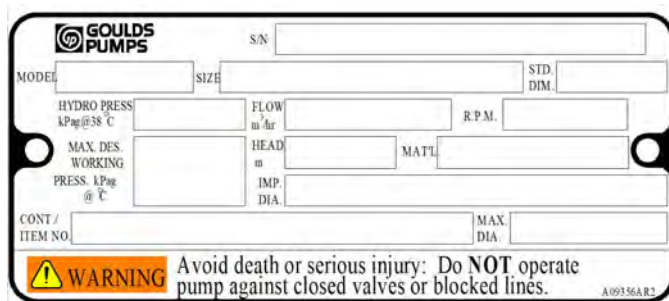 GOULDS
PUMPS
S/N
MODEL SIZE STD.
DIM.
HYDRO PRESS FLOW R.P.M.
kPag@38 °C m³/hr
MAX. DES. HEAD MAT'L
WORKING m
PRESS. kPag IMP.
@ °C DIA.
CONT / MAX.
ITEM NO. DIA.
WARNING Avoid death or serious injury: Do NOT operate
pump against closed valves or blocked lines.
A09356AR2